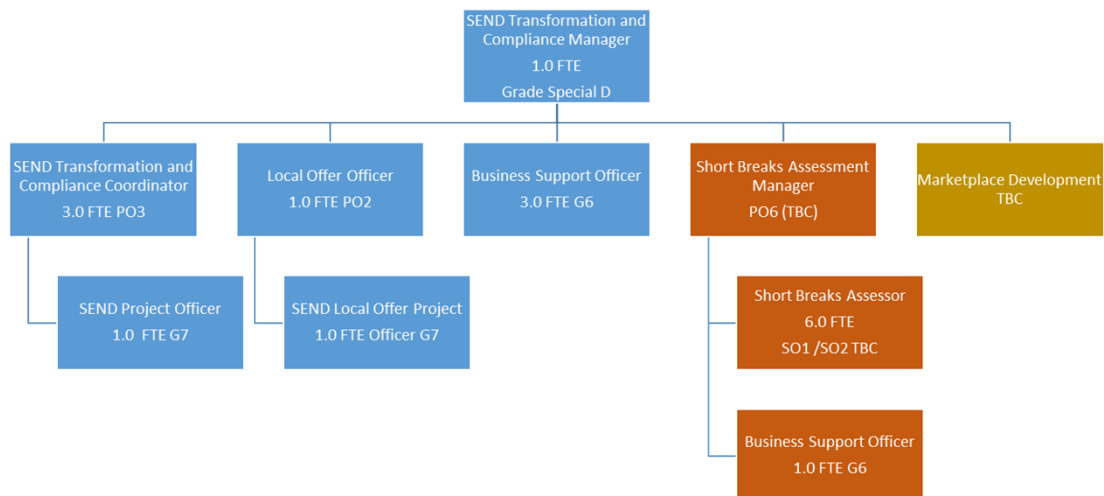 SEND Transformation and
Compliance Manager
1.0 FTE
Grade Special D
SEND Transformation and
Compliance Coordinator
3.0 FTE PO3
Local Offer Officer
1.0 FTE PO2
Business Support Officer
3.0 FTE G6
Short Breaks Assessment
Manager
PO6 (TBC)
Marketplace Development
TBC
SEND Project Officer
1.0 FTE G7
SEND Local Offer Project
1.0 FTE Officer G7
Short Breaks Assessor
6.0 FTE
SO1 /SO2 TBC
Business Support Officer
1.0 FTE G6